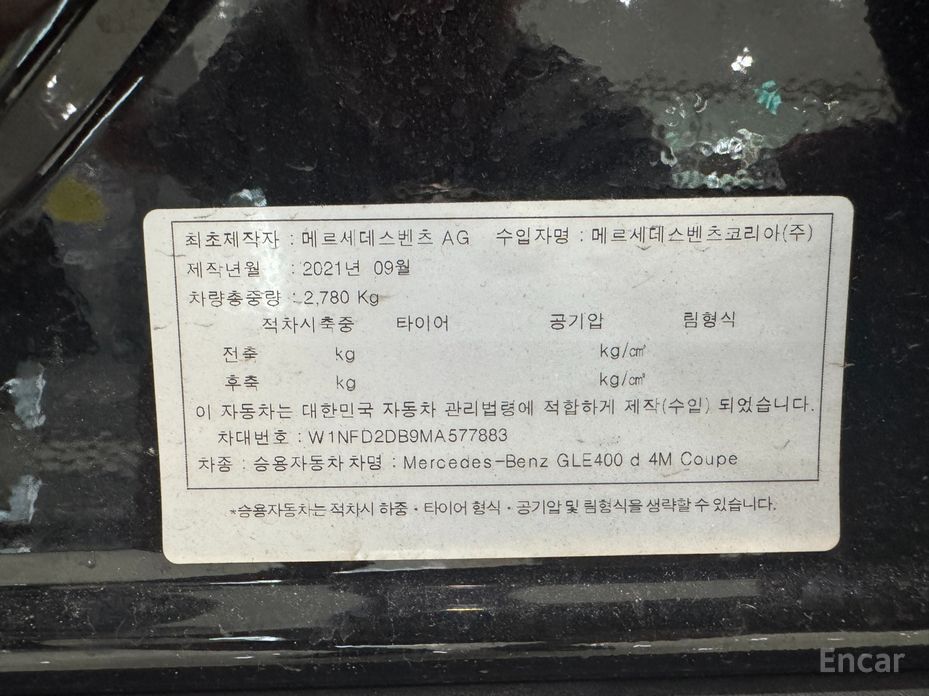 최초제작자 : 메르세데스벤츠 AG 수입자명 : 메르세데스벤츠코리아(주)
제작년월 : 2021년 09월
차량총중량 : 2,780 Kg
적차시축중 타이어 공기압 림형식
전축 kg kg/㎠
후축 kg kg/㎠
이 자동차는 대한민국 자동차 관리법령에 적합하게 제작(수입) 되었습니다.
차대번호 : W1NFD2DB9MA577883
차종 : 승용자동차 차명 : Mercedes-Benz GLE400 d 4M Coupe
*승용자동차는 적차시 하중·타이어 형식·공기압 및 림형식을 생략할 수 있습니다.
Encar